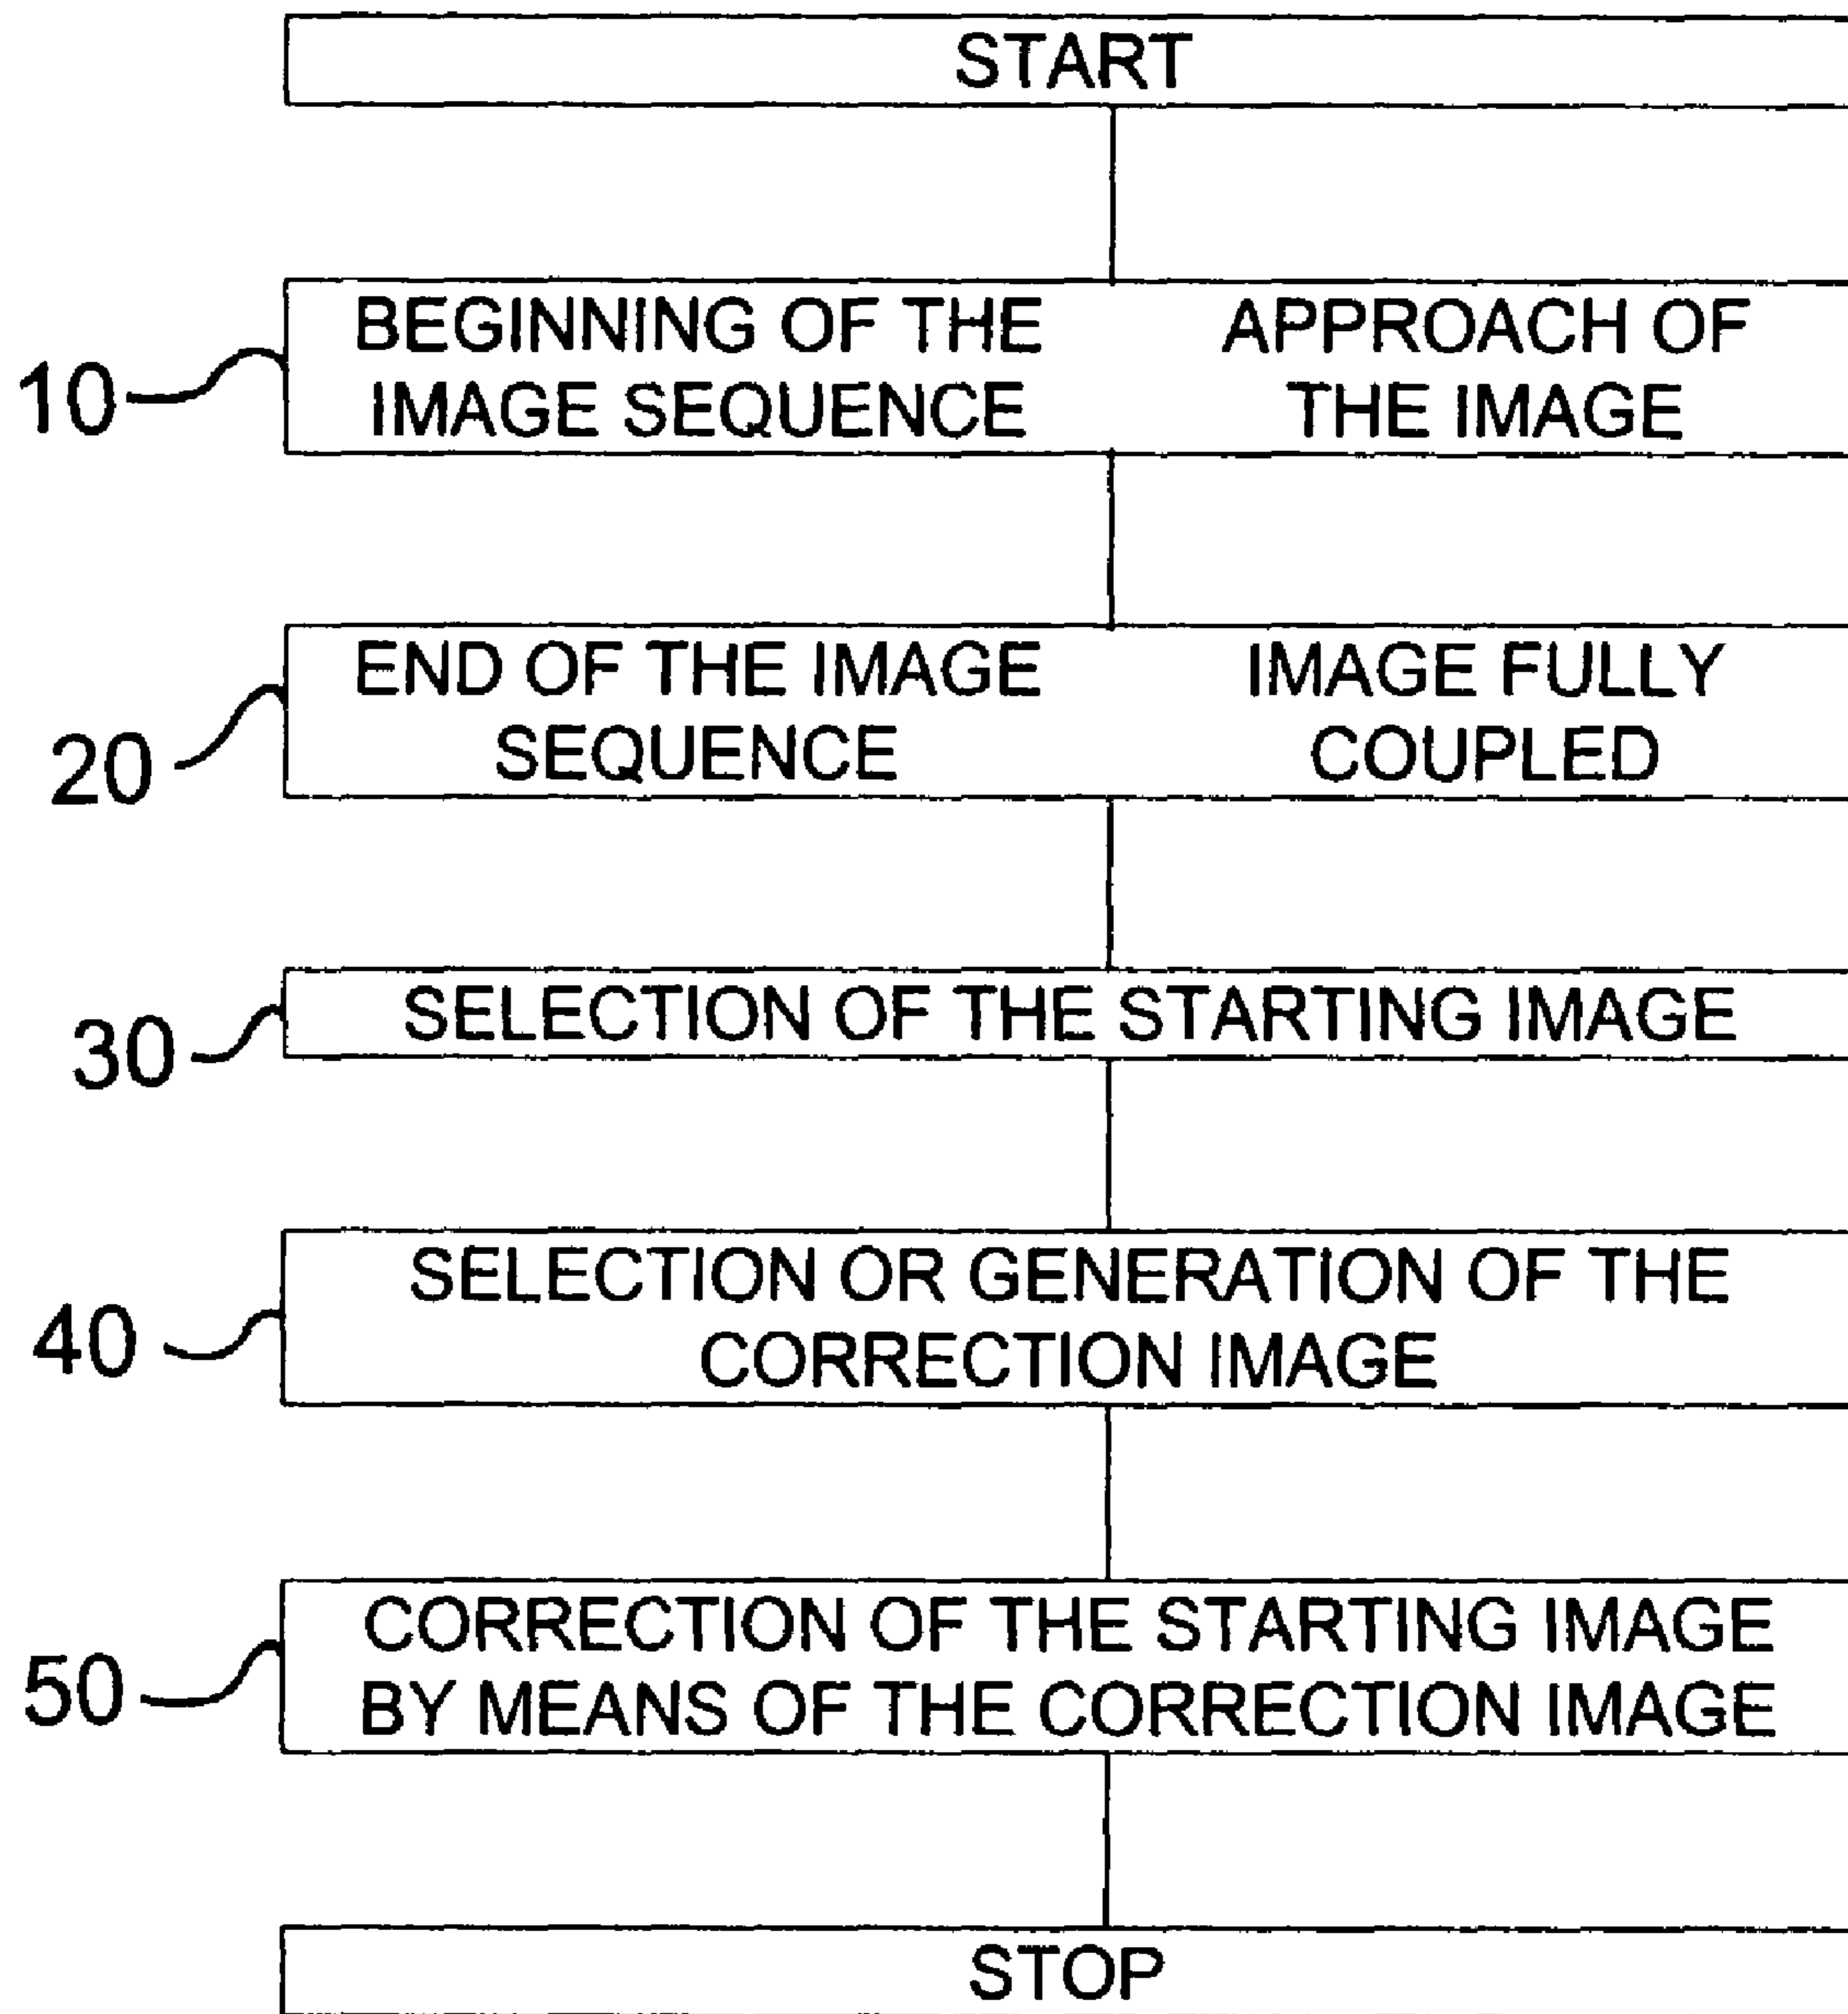 START
10
BEGINNING OF THE APPROACH OF
IMAGE SEQUENCE THE IMAGE
20
END OF THE IMAGE IMAGE FULLY
SEQUENCE COUPLED
30
SELECTION OF THE STARTING IMAGE
40
SELECTION OR GENERATION OF THE
CORRECTION IMAGE
50
CORRECTION OF THE STARTING IMAGE
BY MEANS OF THE CORRECTION IMAGE
STOP